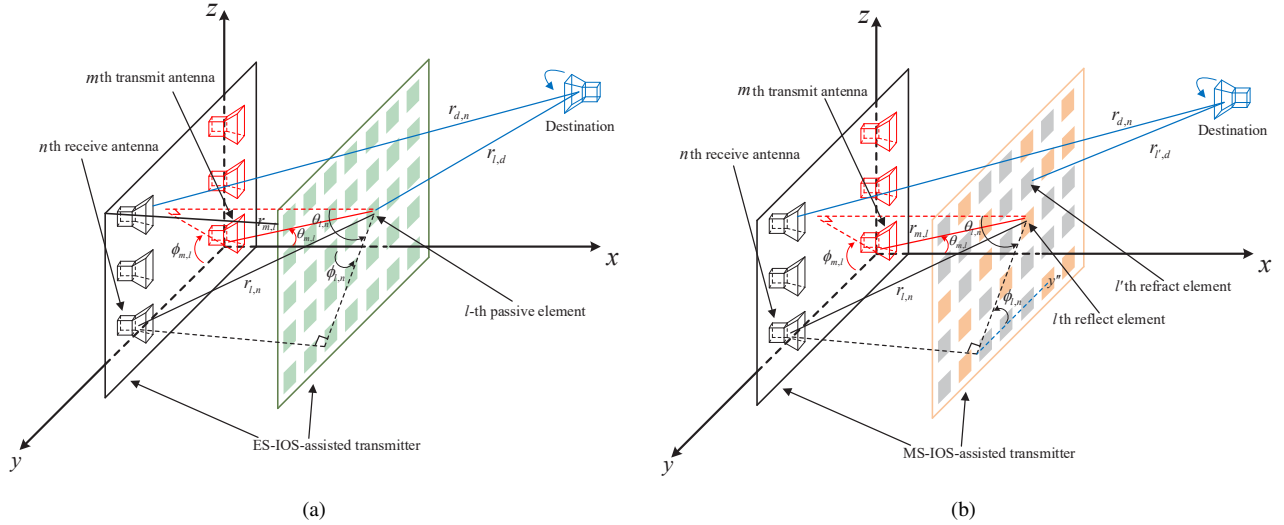 z
mth transmit antenna
nth receive antenna
r_{d,n}
Destination
r_{l,d}
r_{m,l}
θ_{l,n}
θ_{m,l}
ϕ_{m,l}
x
ϕ_{l,n}
r_{l,n}
l-th passive element
ES-IOS-assisted transmitter
y
(a)
z
mth transmit antenna
nth receive antenna
r_{d,n}
Destination
r_{l′,d}
r_{m,l}
θ_{l,n}
θ_{m,l}
ϕ_{m,l}
x
r_{l,n}
y″
l′th refract element
ϕ_{l,n}
lth reflect element
MS-IOS-assisted transmitter
y
(b)